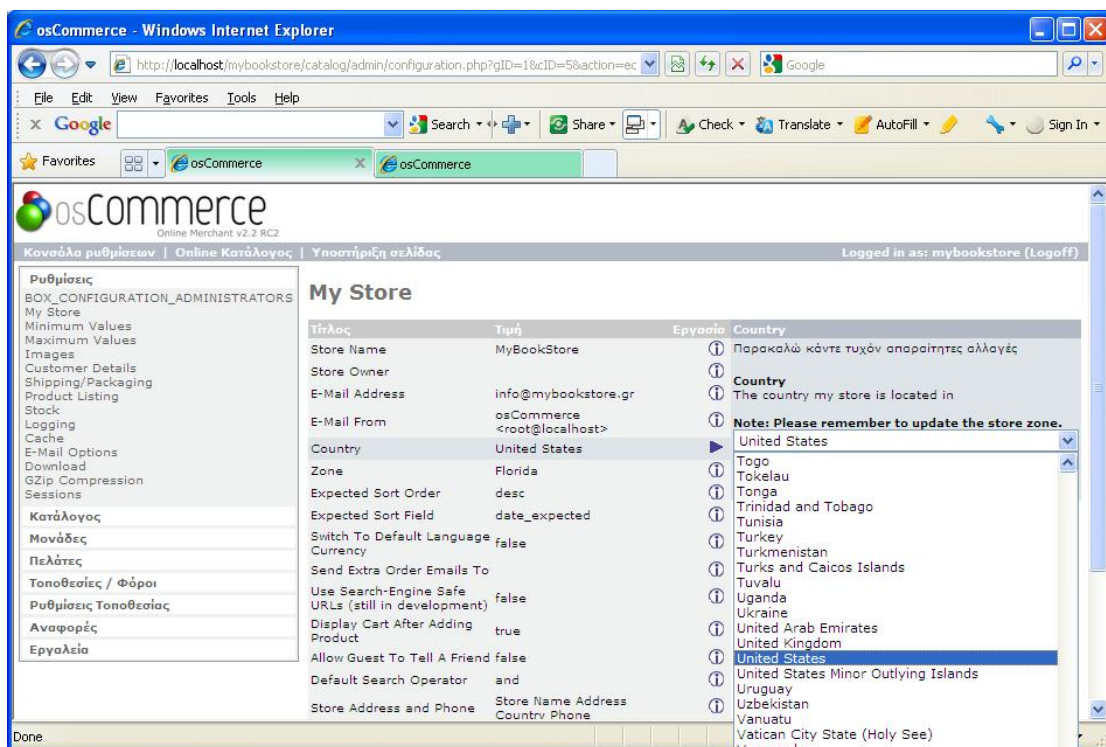 osCommerce - Windows Internet Explorer
http://localhost/mybookstore/catalog/admin/configuration.php?gID=1&cID=5&action=ec
Google
File Edit View Favorites Tools Help
x Google Search Share Check Translate AutoFill Sign In
Favorites osCommerce osCommerce
osCommerce
Online Merchant v2.2 RC2
Κονσόλα ρυθμίσεων | Online Κατάλογος | Υποστήριξη σελίδας Logged in as: mybookstore (Logoff)
Ρυθμίσεις
BOX_CONFIGURATION_ADMINISTRATORS
My Store
Minimum Values
Maximum Values
Images
Customer Details
Shipping/Packaging
Product Listing
Stock
Logging
Cache
E-Mail Options
Download
GZip Compression
Sessions
Κατάλογος
Μονάδες
Πελάτες
Τοποθεσίες / Φόροι
Ρυθμίσεις Τοποθεσίας
Αναφορές
Εργαλεία
My Store
Τίτλος Τιμή Εργασία
Store Name MyBookStore
Store Owner
E-Mail Address info@mybookstore.gr
E-Mail From osCommerce <root@localhost>
Country United States
Zone Florida
Expected Sort Order desc
Expected Sort Field date_expected
Switch To Default Language Currency false
Send Extra Order Emails To
Use Search-Engine Safe URLs (still in development) false
Display Cart After Adding Product true
Allow Guest To Tell A Friend false
Default Search Operator and
Store Address and Phone Store Name Address Country Phone
Country
Παρακαλώ κάντε τυχόν απαραίτητες αλλαγές
Country
The country my store is located in
Note: Please remember to update the store zone.
United States
Togo
Tokelau
Tonga
Trinidad and Tobago
Tunisia
Turkey
Turkmenistan
Turks and Caicos Islands
Tuvalu
Uganda
Ukraine
United Arab Emirates
United Kingdom
United States
United States Minor Outlying Islands
Uruguay
Uzbekistan
Vanuatu
Vatican City State (Holy See)
Done